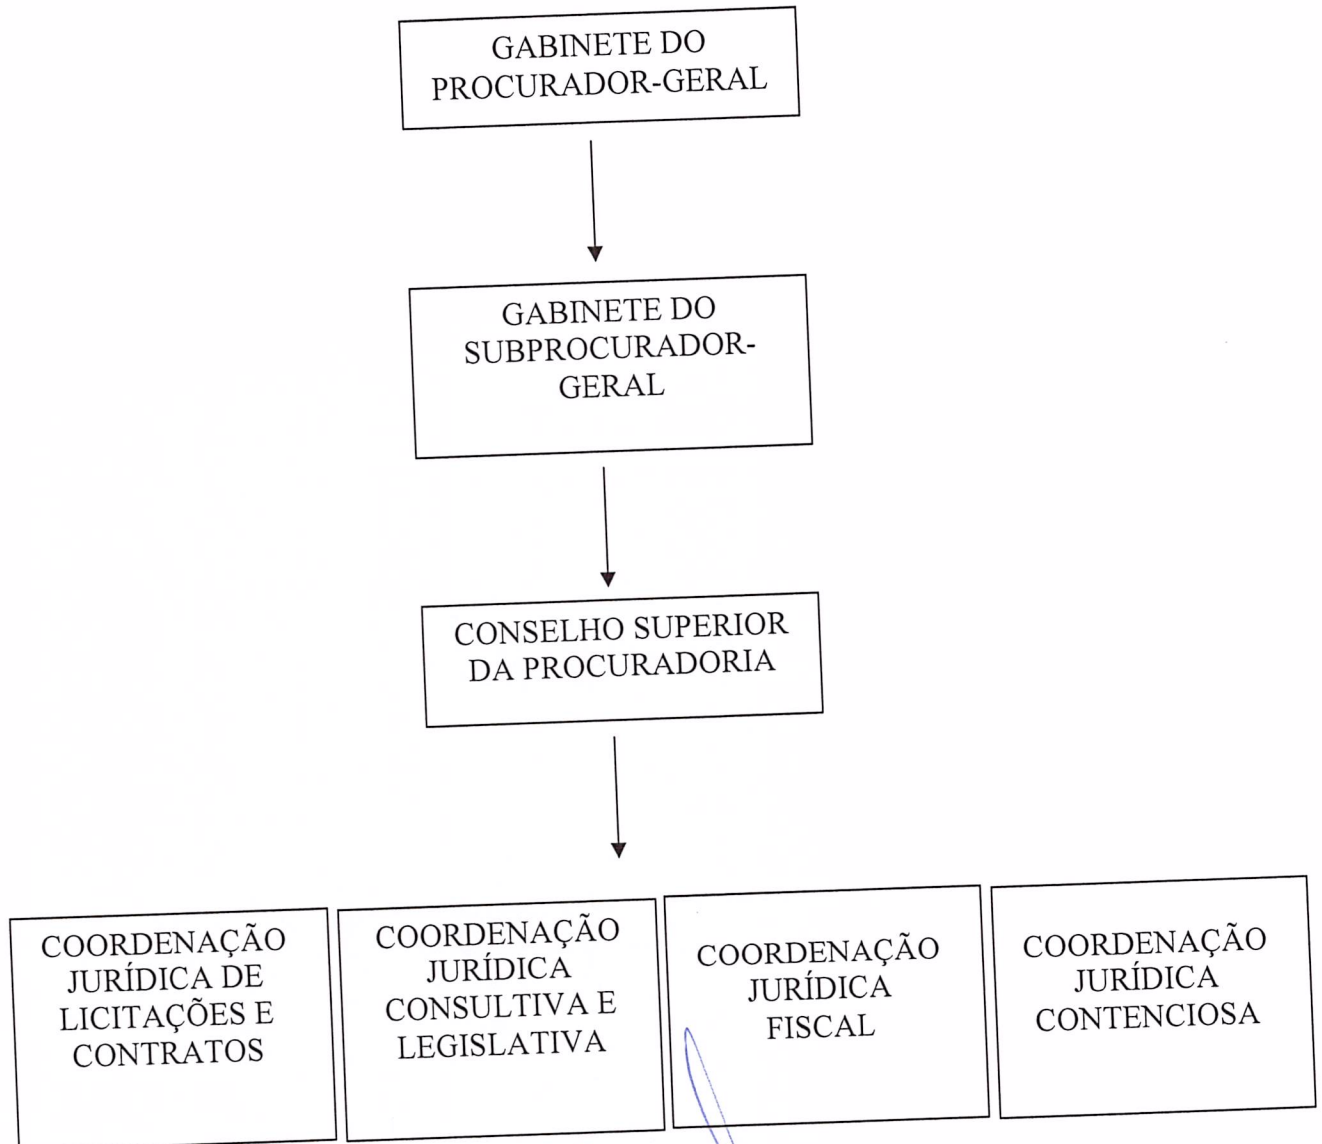 GABINETE DO
PROCURADOR-GERAL
GABINETE DO
SUBPROCURADOR-
GERAL
CONSELHO SUPERIOR
DA PROCURADORIA
COORDENAÇÃO
JURÍDICA DE
LICITAÇÕES E
CONTRATOS
COORDENAÇÃO
JURÍDICA
CONSULTIVA E
LEGISLATIVA
COORDENAÇÃO
JURÍDICA
FISCAL
COORDENAÇÃO
JURÍDICA
CONTENCIOSA